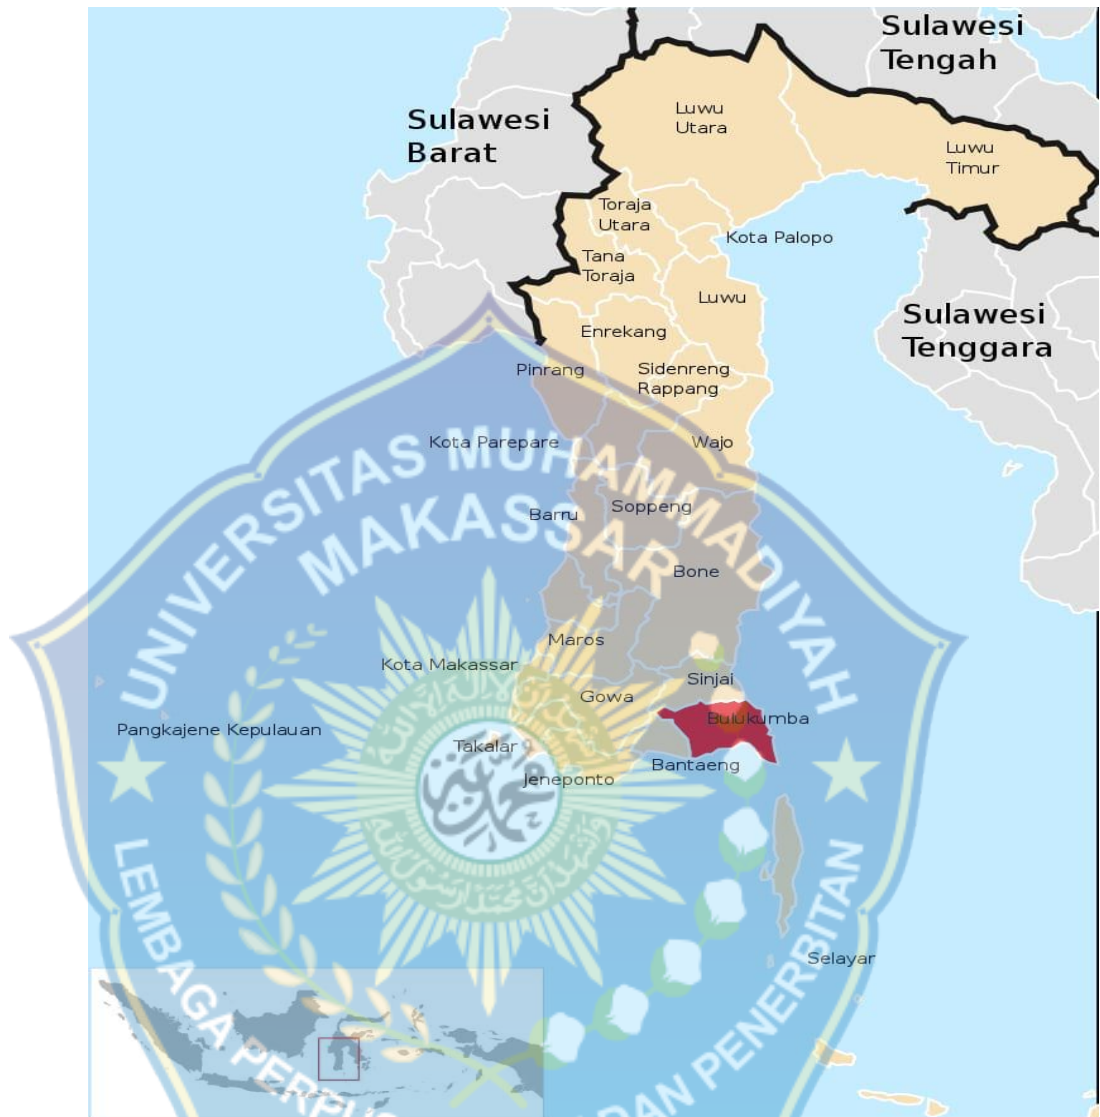 Sulawesi
Tengah
Luwu
Utara
Sulawesi
Barat
Luwu
Timur
Toraja
Utara
Kota Palopo
Tana
Toraja
Luwu
Sulawesi
Tenggara
Enrekang
Pinrang
Sidenreng
Rappang
Kota Parepare
Wajo
UNIVERSITAS MUHAMMADIYAH
MAKASSAR
Soppeng
Barru
Bone
Maros
Kota Makassar
Sinjai
Gowa
Bulukumba
Pangkajene Kepulauan
Takalar
Bantaeng
Jeneponto
Selayar
LEMBAGA
DAN PENERBITAN